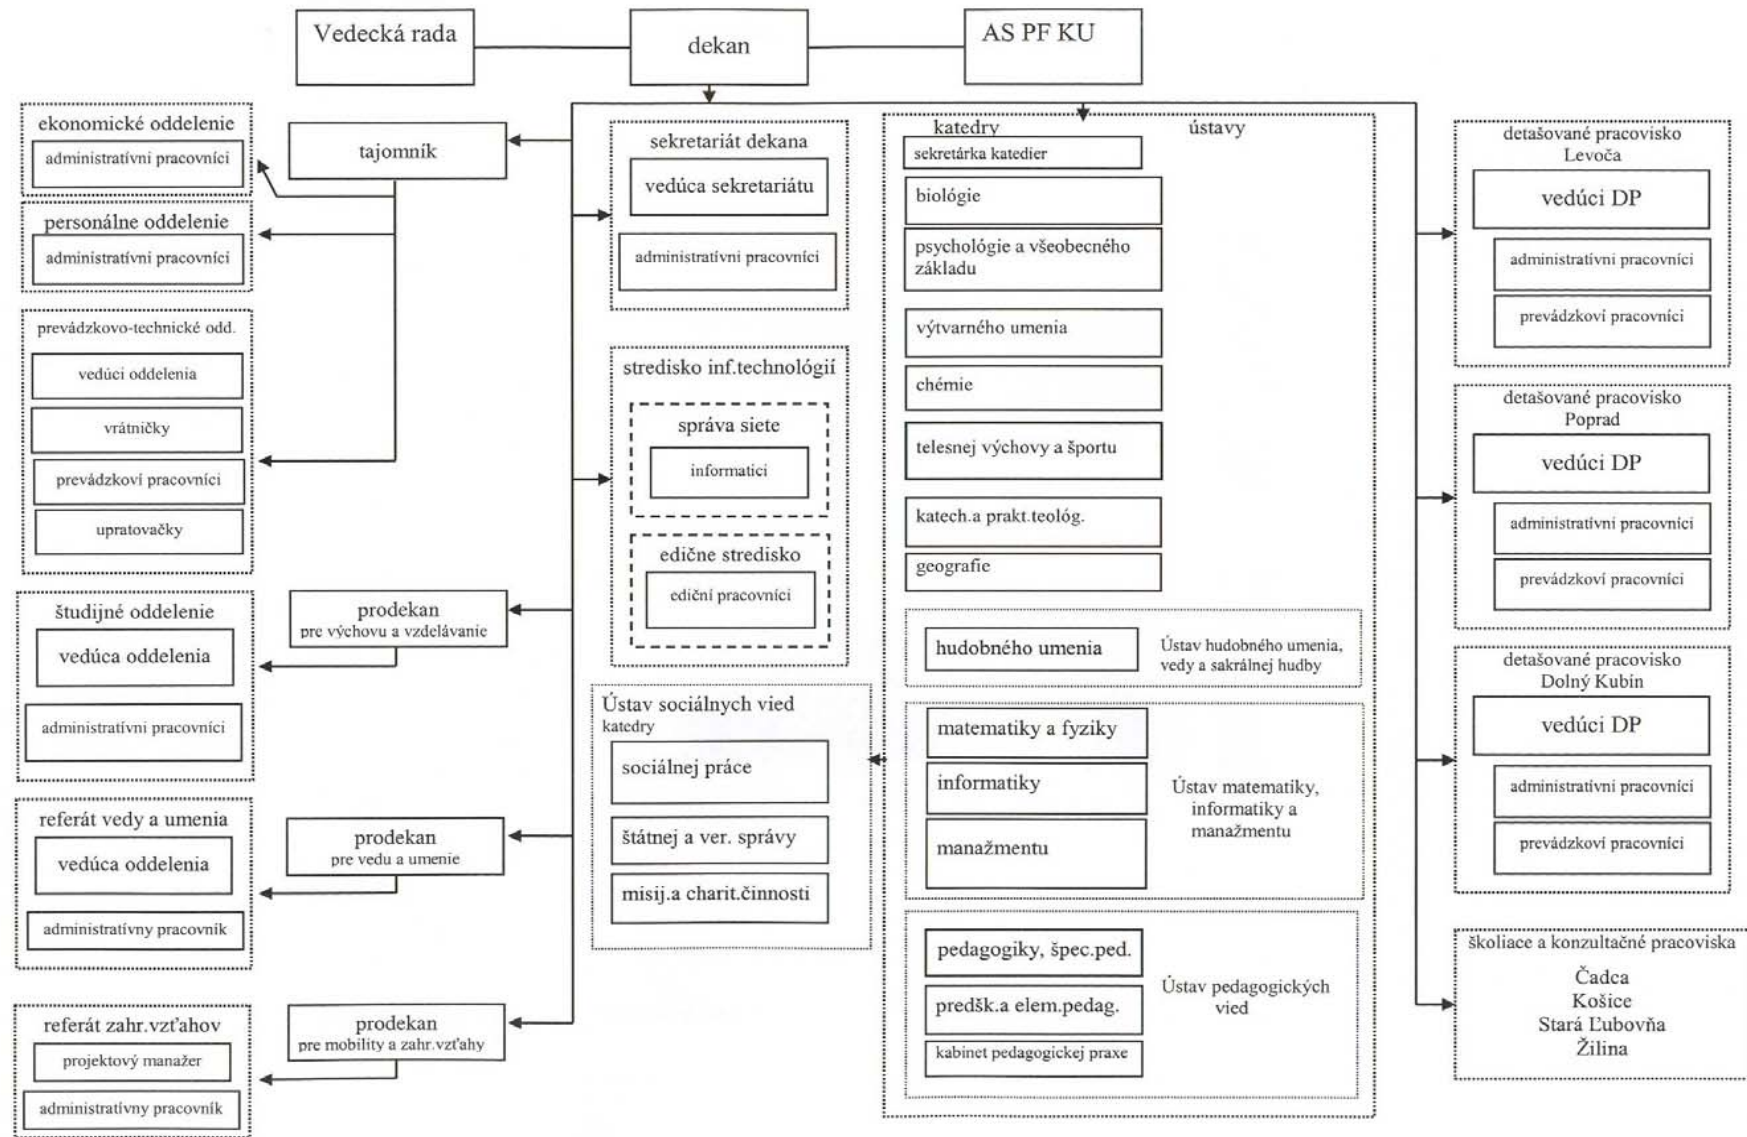 Vedecká rada
dekan
AS PF KU
ekonomické oddelenie
administratívni pracovníci
personálne oddelenie
administratívni pracovníci
prevádzkovo-technické odd.
vedúci oddelenia
vrátničky
prevádzkoví pracovníci
upratovačky
študijné oddelenie
vedúca oddelenia
administratívni pracovníci
referát vedy a umenia
vedúca oddelenia
administratívny pracovník
referát zahr.vzťahov
projektový manažer
administratívny pracovník
tajomník
prodekan
pre výchovu a vzdelávanie
prodekan
pre vedu a umenie
prodekan
pre mobility a zahr.vzťahy
sekretariát dekana
vedúca sekretariátu
administratívni pracovníci
stredisko inf.technológií
správa siete
informatici
edične stredisko
ediční pracovníci
Ústav sociálnych vied
katedry
sociálnej práce
štátnej a ver. správy
misij.a charit.činnosti
katedry
ústavy
sekretárka katedier
biológie
psychológie a všeobecného
základu
výtvarného umenia
chémie
telesnej výchovy a športu
katech.a prakt.teológ.
geografie
hudobného umenia
Ústav hudobného umenia,
vedy a sakrálnej hudby
matematiky a fyziky
informatiky
manažmentu
Ústav matematiky,
informatiky a
manažmentu
pedagogiky, špec.ped.
predšk.a elem.pedag.
kabinet pedagogickej praxe
Ústav pedagogických
vied
detašované pracovisko
Levoča
vedúci DP
administratívni pracovníci
prevádzkoví pracovníci
detašované pracovisko
Poprad
vedúci DP
administratívni pracovníci
prevádzkoví pracovníci
detašované pracovisko
Dolný Kubín
vedúci DP
administratívni pracovníci
prevádzkoví pracovníci
školiace a konzultačné pracoviska
Čadca
Košice
Stará Ľubovňa
Žilina